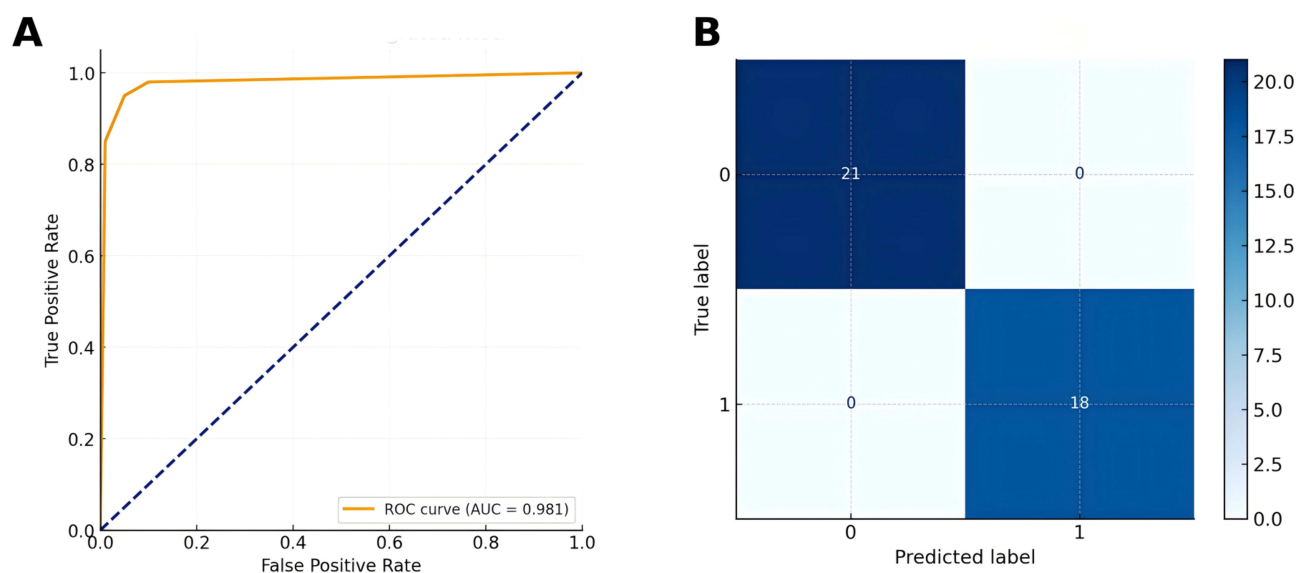 A
1.0
0.8
0.6
0.4
0.2
0.0
True Positive Rate
0.0 0.2 0.4 0.6 0.8 1.0
False Positive Rate
ROC curve (AUC = 0.981)
B
True label
0
1
21 0
0 18
0 1
Predicted label
20.0
17.5
15.0
12.5
10.0
7.5
5.0
2.5
0.0